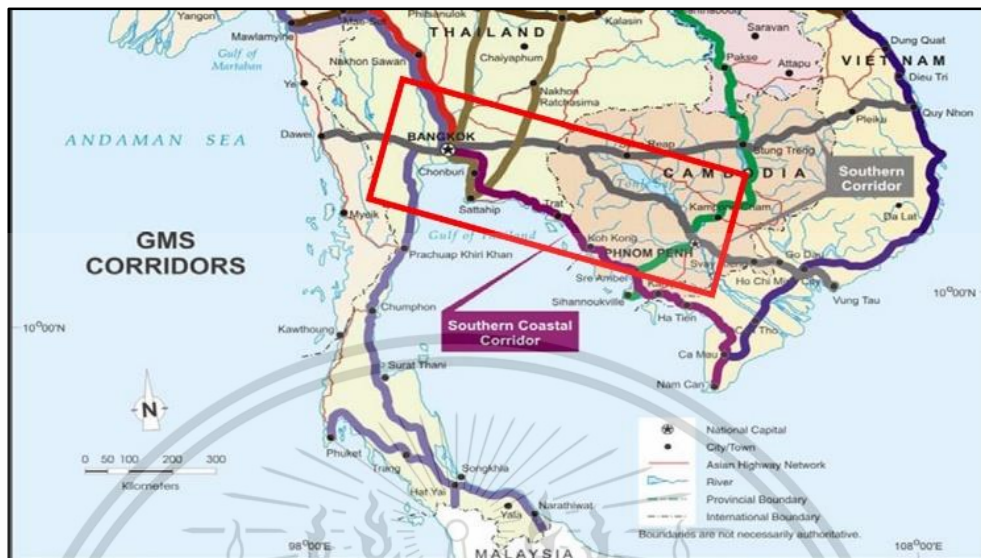 Yangon
Mawlamyine
Mae Sot
Phitsanulok
Kalasin
THAILAND
Saravan
Gulf of
Martaban
Nakhon Sawan
Chaiyaphum
Pakse
Attapu
Dung Quat
VIET NAM
Dieu Tri
Ye
Nakhon
Ratchasima
Pleiku
Quy Nhon
ANDAMAN SEA
Dawei
BANGKOK
Reap
Stung Treng
CAMBODIA
Chonburi
Southern
Corridor
Sattahip
Trat
Da Lat
Myeik
Gulf of Thailand
GMS
CORRIDORS
Prachuap Khiri Khan
Koh Kong
PHNOM PENH
Sre Ambel
Go Dau
Ho Chi Minh City
Vung Tau
Sihannoukville
10°00'N
Chumphon
Ha Tien
10°00'N
Kawthoung
Southern Coastal
Corridor
Ca Mau
Surat Thani
Nam Can
N
National Capital
City/Town
Asian Highway Network
River
Provincial Boundary
International Boundary
Boundaries are not necessarily authoritative.
0 50 100 200 300
Kilometers
Phuket
Trang
Songkhla
Hat Yai
Yala
Narathiwat
98°00'E
MALAYSIA
108°00'E